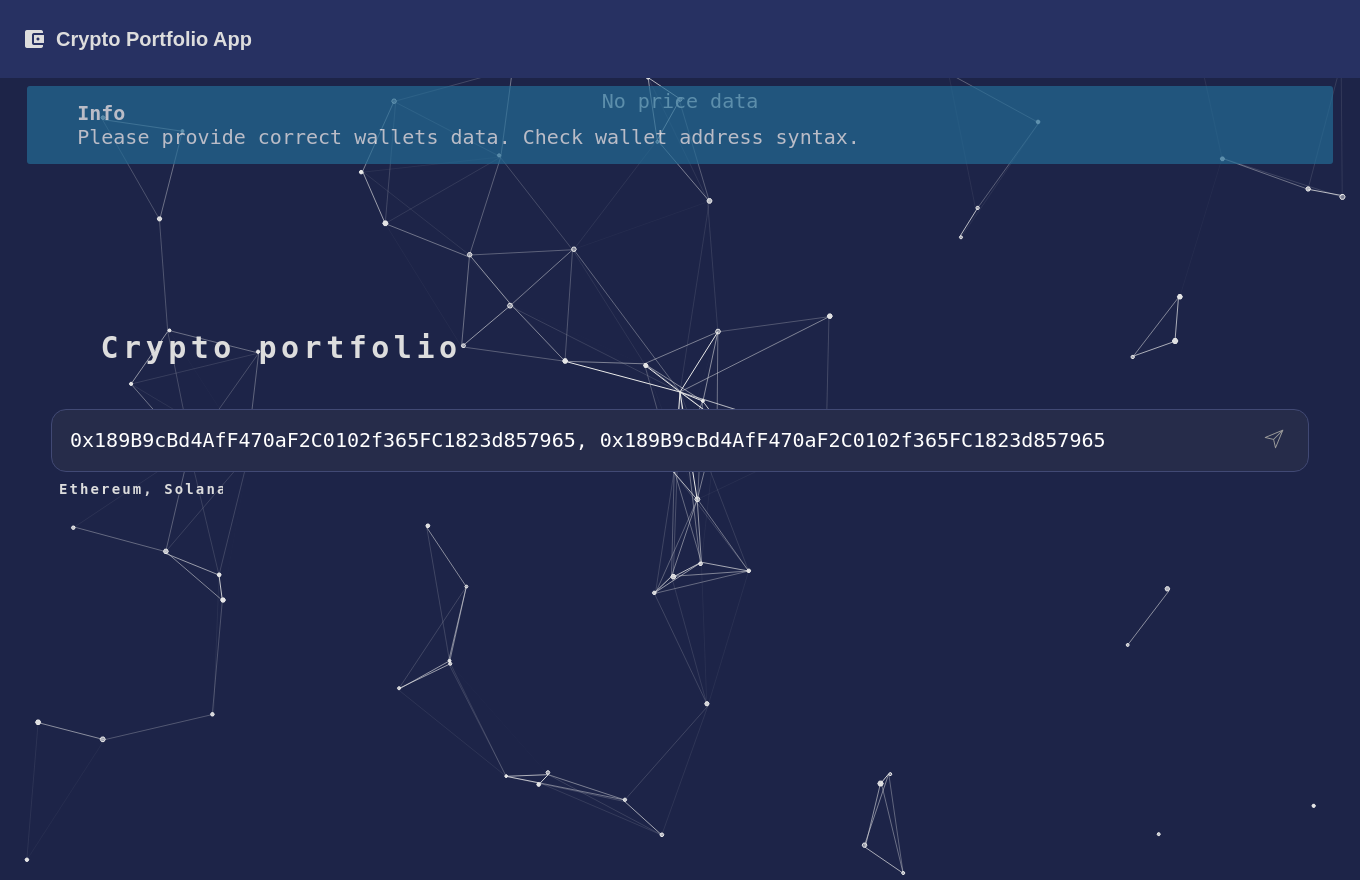 Crypto Portfolio App
No price data
Info
Please provide correct wallets data. Check wallet address syntax.
Crypto portfolio
0x189B9cBd4AfF470aF2C0102f365FC1823d857965, 0x189B9cBd4AfF470aF2C0102f365FC1823d857965
Ethereum, Solana